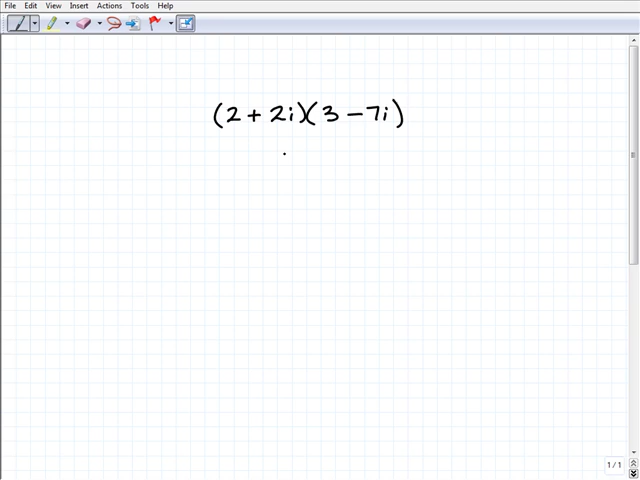 File Edit View Insert Actions Tools Help
(2 + 2i)(3 − 7i)
1/1